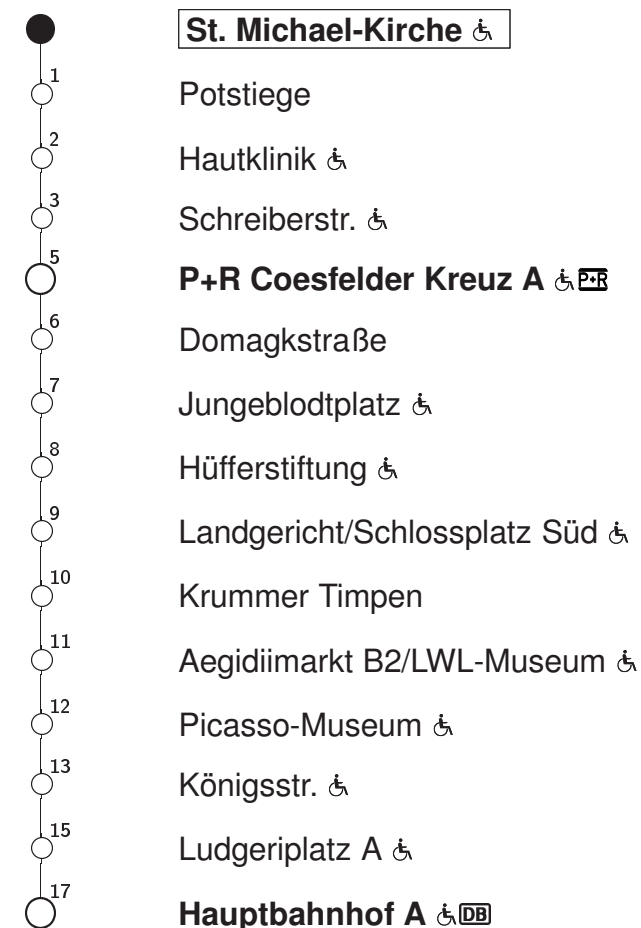 St. Michael-Kirche
1 Potstiege
2 Hautklinik
3 Schreiberstr.
5 P+R Coesfelder Kreuz A P+R
6 Domagkstraße
7 Jungeblodtplatz
8 Hüfferstiftung
9 Landgericht/Schlossplatz Süd
10 Krummer Timpen
11 Aegidiimarkt B2/LWL-Museum
12 Picasso-Museum
13 Königsstr.
15 Ludgeriplatz A
17 Hauptbahnhof A DB